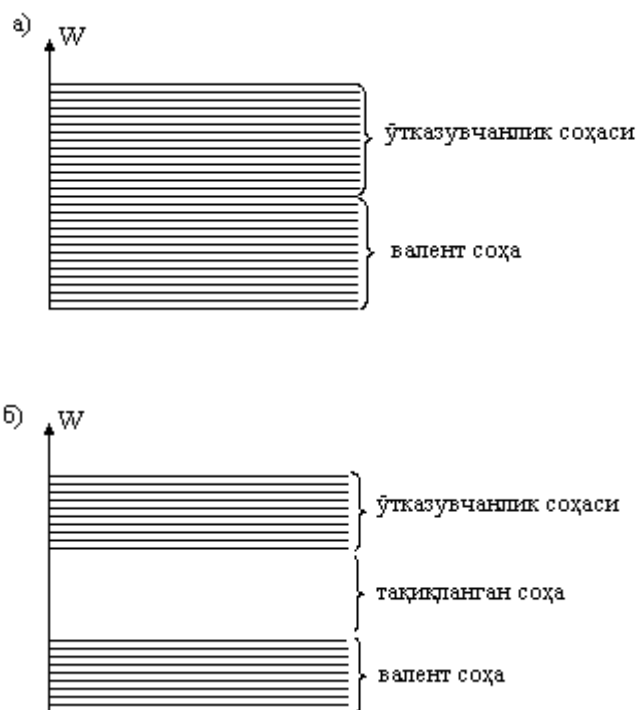 а)
W
ўтказувчанлик соҳаси
валент соҳа
б)
W
ўтказувчанлик соҳаси
тақиқланган соҳа
валент соҳа